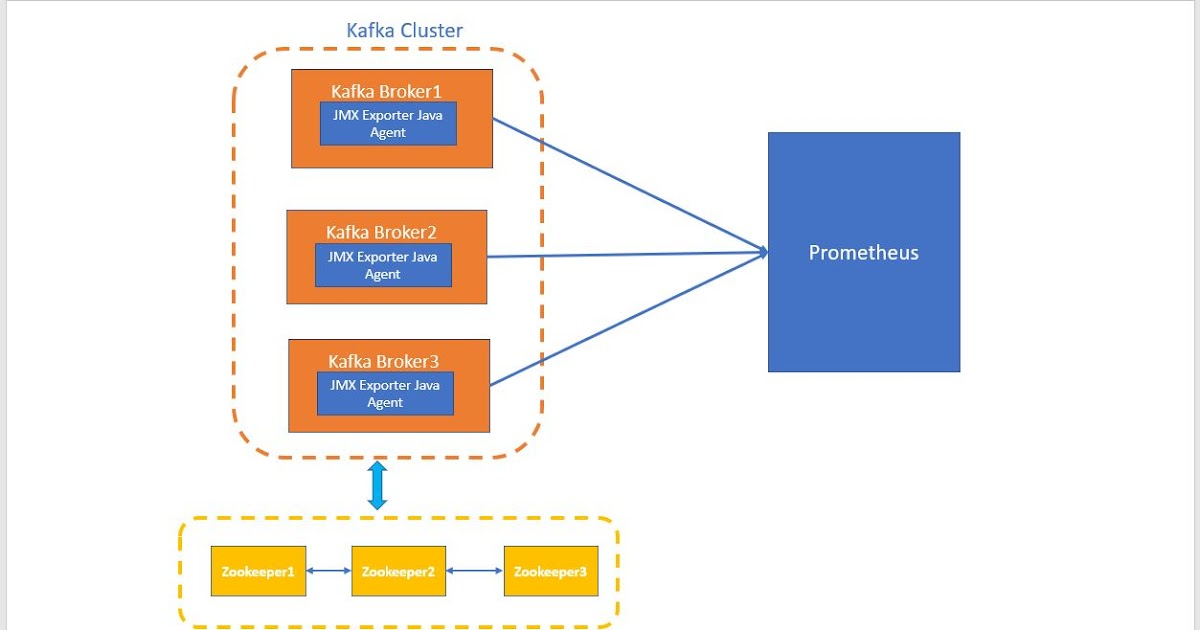 Kafka Cluster
Kafka Broker1
JMX Exporter Java
Agent
Kafka Broker2
JMX Exporter Java
Agent
Kafka Broker3
JMX Exporter Java
Agent
Prometheus
Zookeeper1
Zookeeper2
Zookeeper3